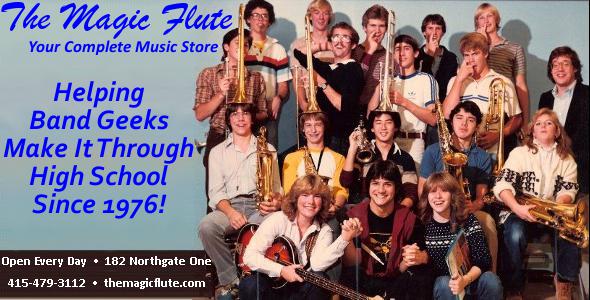 The Magic Flute
Your Complete Music Store
Helping
Band Geeks
Make It Through
High School
Since 1976!
Open Every Day • 182 Northgate One
415-479-3112 • themagicflute.com